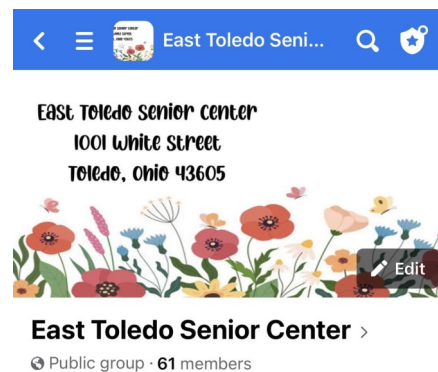 East Toledo Seni...
East Toledo Senior Center
1001 White Street
Toledo, Ohio 43605
Edit
East Toledo Senior Center
Public group · 61 members